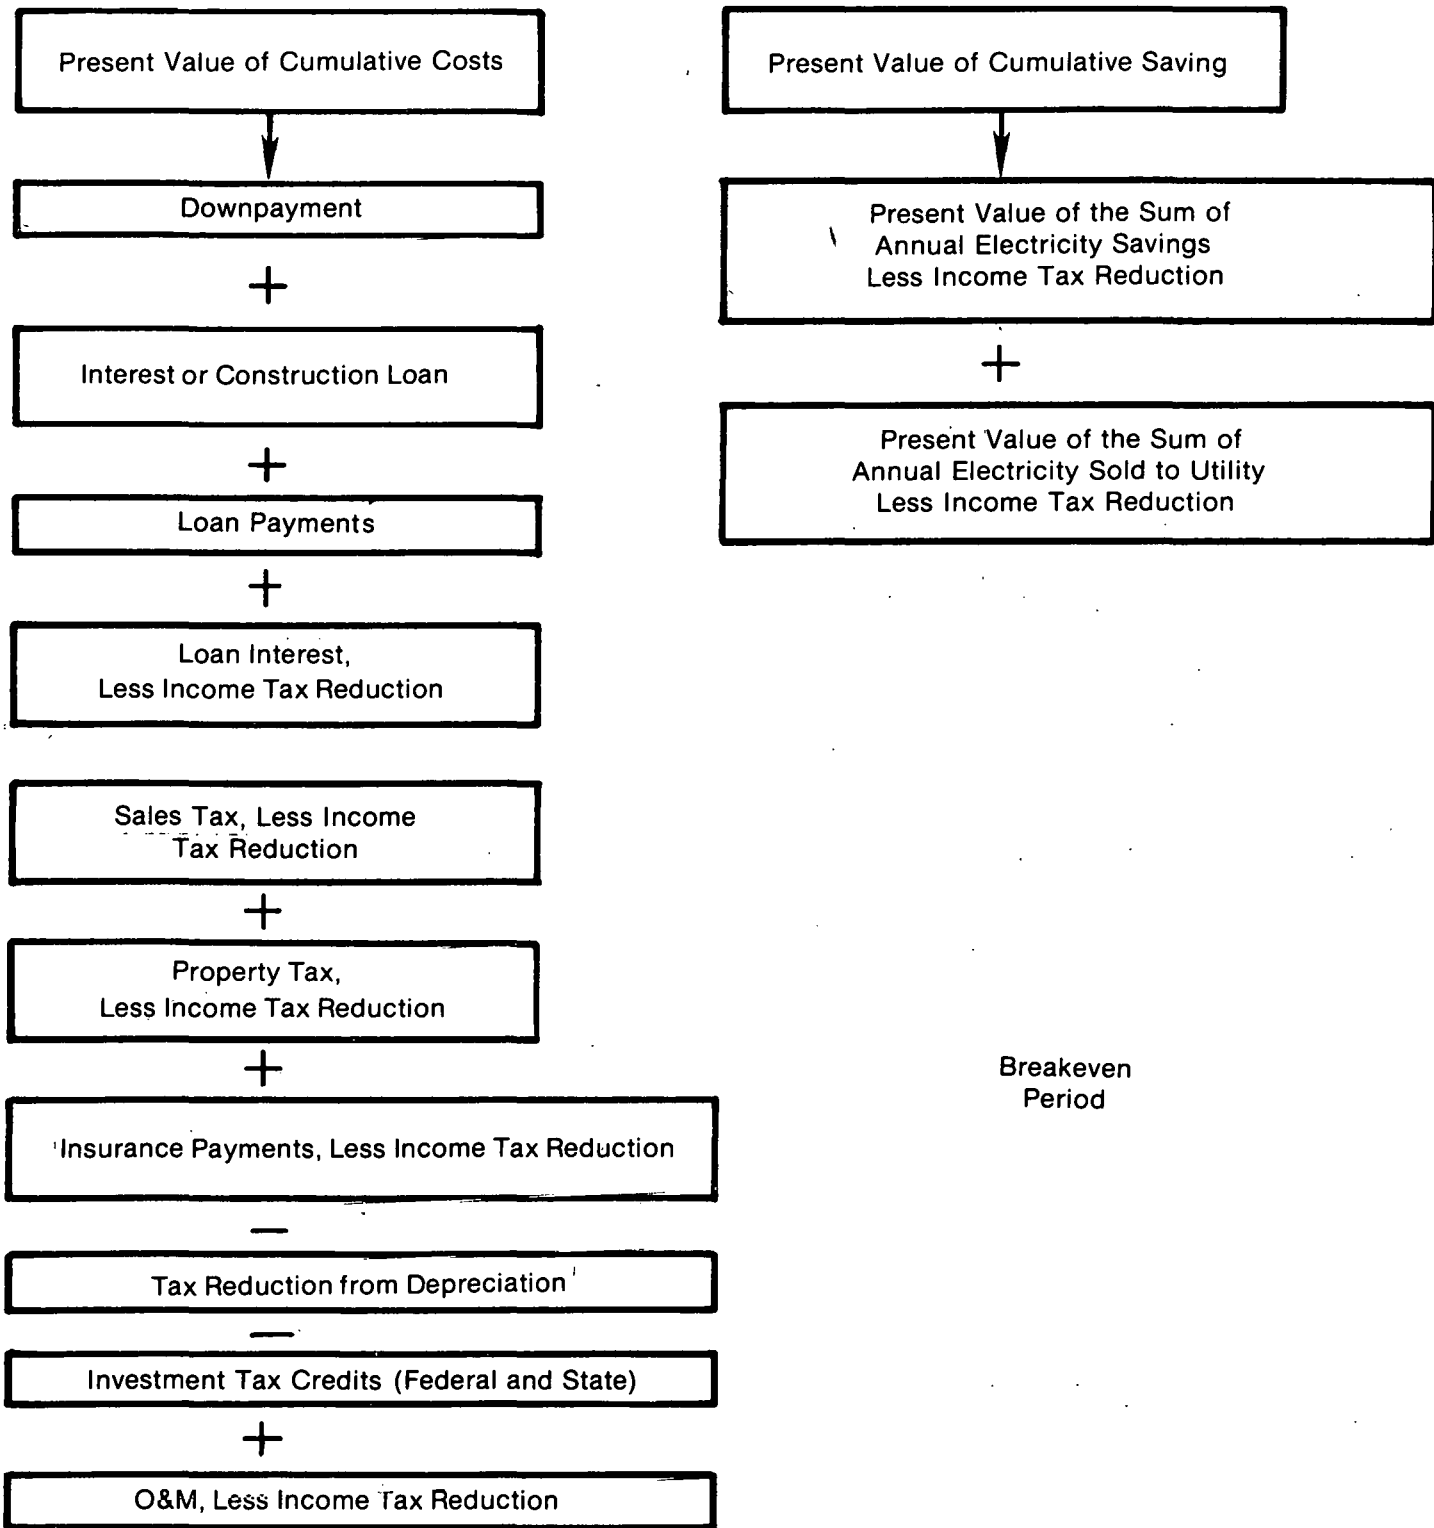 Present Value of Cumulative Costs
↓
Downpayment
+
Interest or Construction Loan
+
Loan Payments
+
Loan Interest,
Less Income Tax Reduction
Sales Tax, Less Income
Tax Reduction
+
Property Tax,
Less Income Tax Reduction
+
Insurance Payments, Less Income Tax Reduction
−
Tax Reduction from Depreciation
−
Investment Tax Credits (Federal and State)
+
O&M, Less Income Tax Reduction
Present Value of Cumulative Saving
↓
Present Value of the Sum of
Annual Electricity Savings
Less Income Tax Reduction
+
Present Value of the Sum of
Annual Electricity Sold to Utility
Less Income Tax Reduction
Breakeven
Period